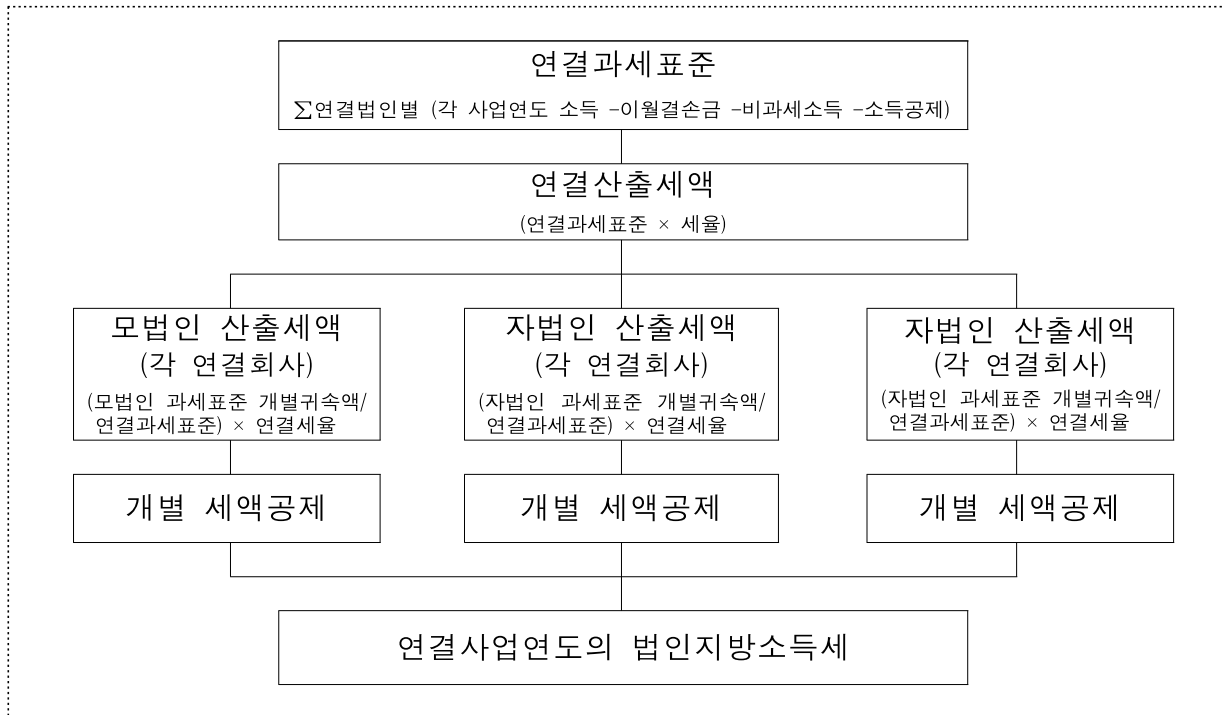 연결과세표준
∑연결법인별 (각 사업연도 소득 -이월결손금 -비과세소득 -소득공제)
연결산출세액
(연결과세표준 × 세율)
모법인 산출세액
(각 연결회사)
(모법인 과세표준 개별귀속액/
연결과세표준) × 연결세율
자법인 산출세액
(각 연결회사)
(자법인 과세표준 개별귀속액/
연결과세표준) × 연결세율
자법인 산출세액
(각 연결회사)
(자법인 과세표준 개별귀속액/
연결과세표준) × 연결세율
개별 세액공제
개별 세액공제
개별 세액공제
연결사업연도의 법인지방소득세